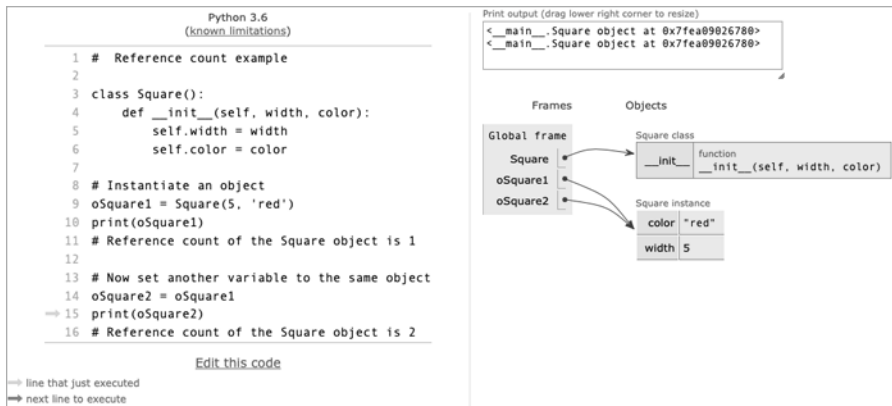 Python 3.6
(known limitations)
1 #  Reference count example
2
3 class Square():
4     def __init__(self, width, color):
5         self.width = width
6         self.color = color
7
8 # Instantiate an object
9 oSquare1 = Square(5, 'red')
10 print(oSquare1)
11 # Reference count of the Square object is 1
12
13 # Now set another variable to the same object
14 oSquare2 = oSquare1
15 print(oSquare2)
16 # Reference count of the Square object is 2
Edit this code
line that just executed
next line to execute
Print output (drag lower right corner to resize)
<__main__.Square object at 0x7fea09026780>
<__main__.Square object at 0x7fea09026780>
Frames Objects
Global frame
Square
oSquare1
oSquare2
Square class
__init__ function
__init__(self, width, color)
Square instance
color "red"
width 5